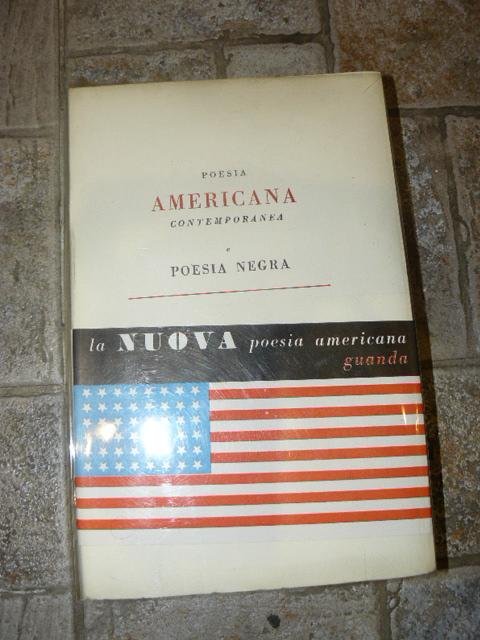 POESIA
AMERICANA
CONTEMPORANEA
e
POESIA NEGRA
la NUOVA poesia americana
guanda